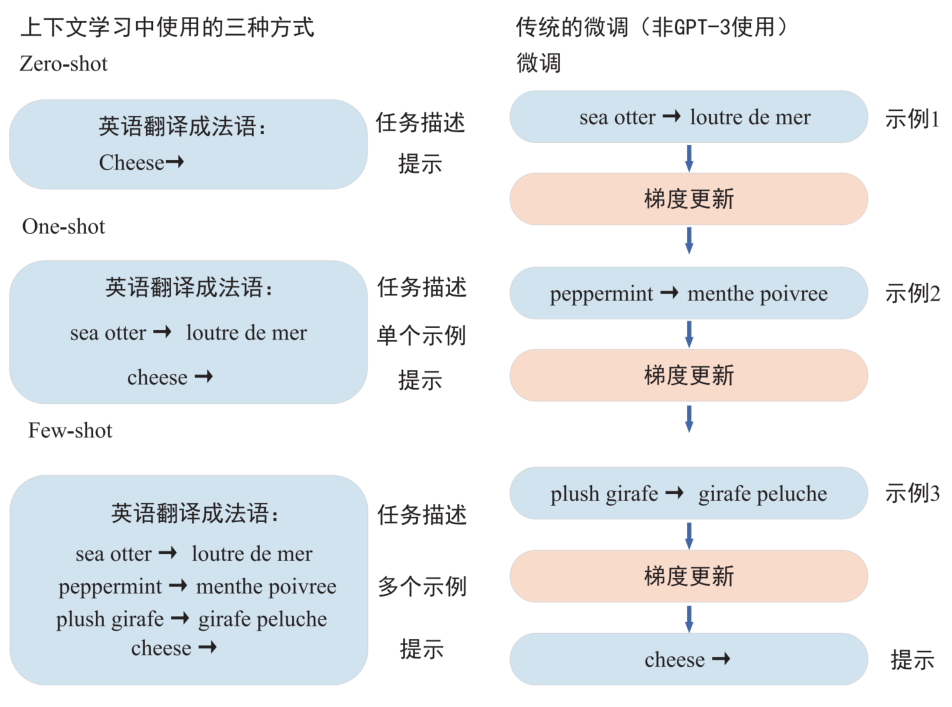 上下文学习中使用的三种方式
Zero-shot
英语翻译成法语：
任务描述
Cheese→
提示
One-shot
英语翻译成法语：
任务描述
sea otter → loutre de mer
单个示例
cheese →
提示
Few-shot
英语翻译成法语：
任务描述
sea otter → loutre de mer
peppermint → menthe poivree
多个示例
plush girafe → girafe peluche
cheese →
提示
传统的微调（非GPT-3使用）
微调
sea otter → loutre de mer
示例1
梯度更新
peppermint → menthe poivree
示例2
梯度更新
plush girafe → girafe peluche
示例3
梯度更新
cheese →
提示